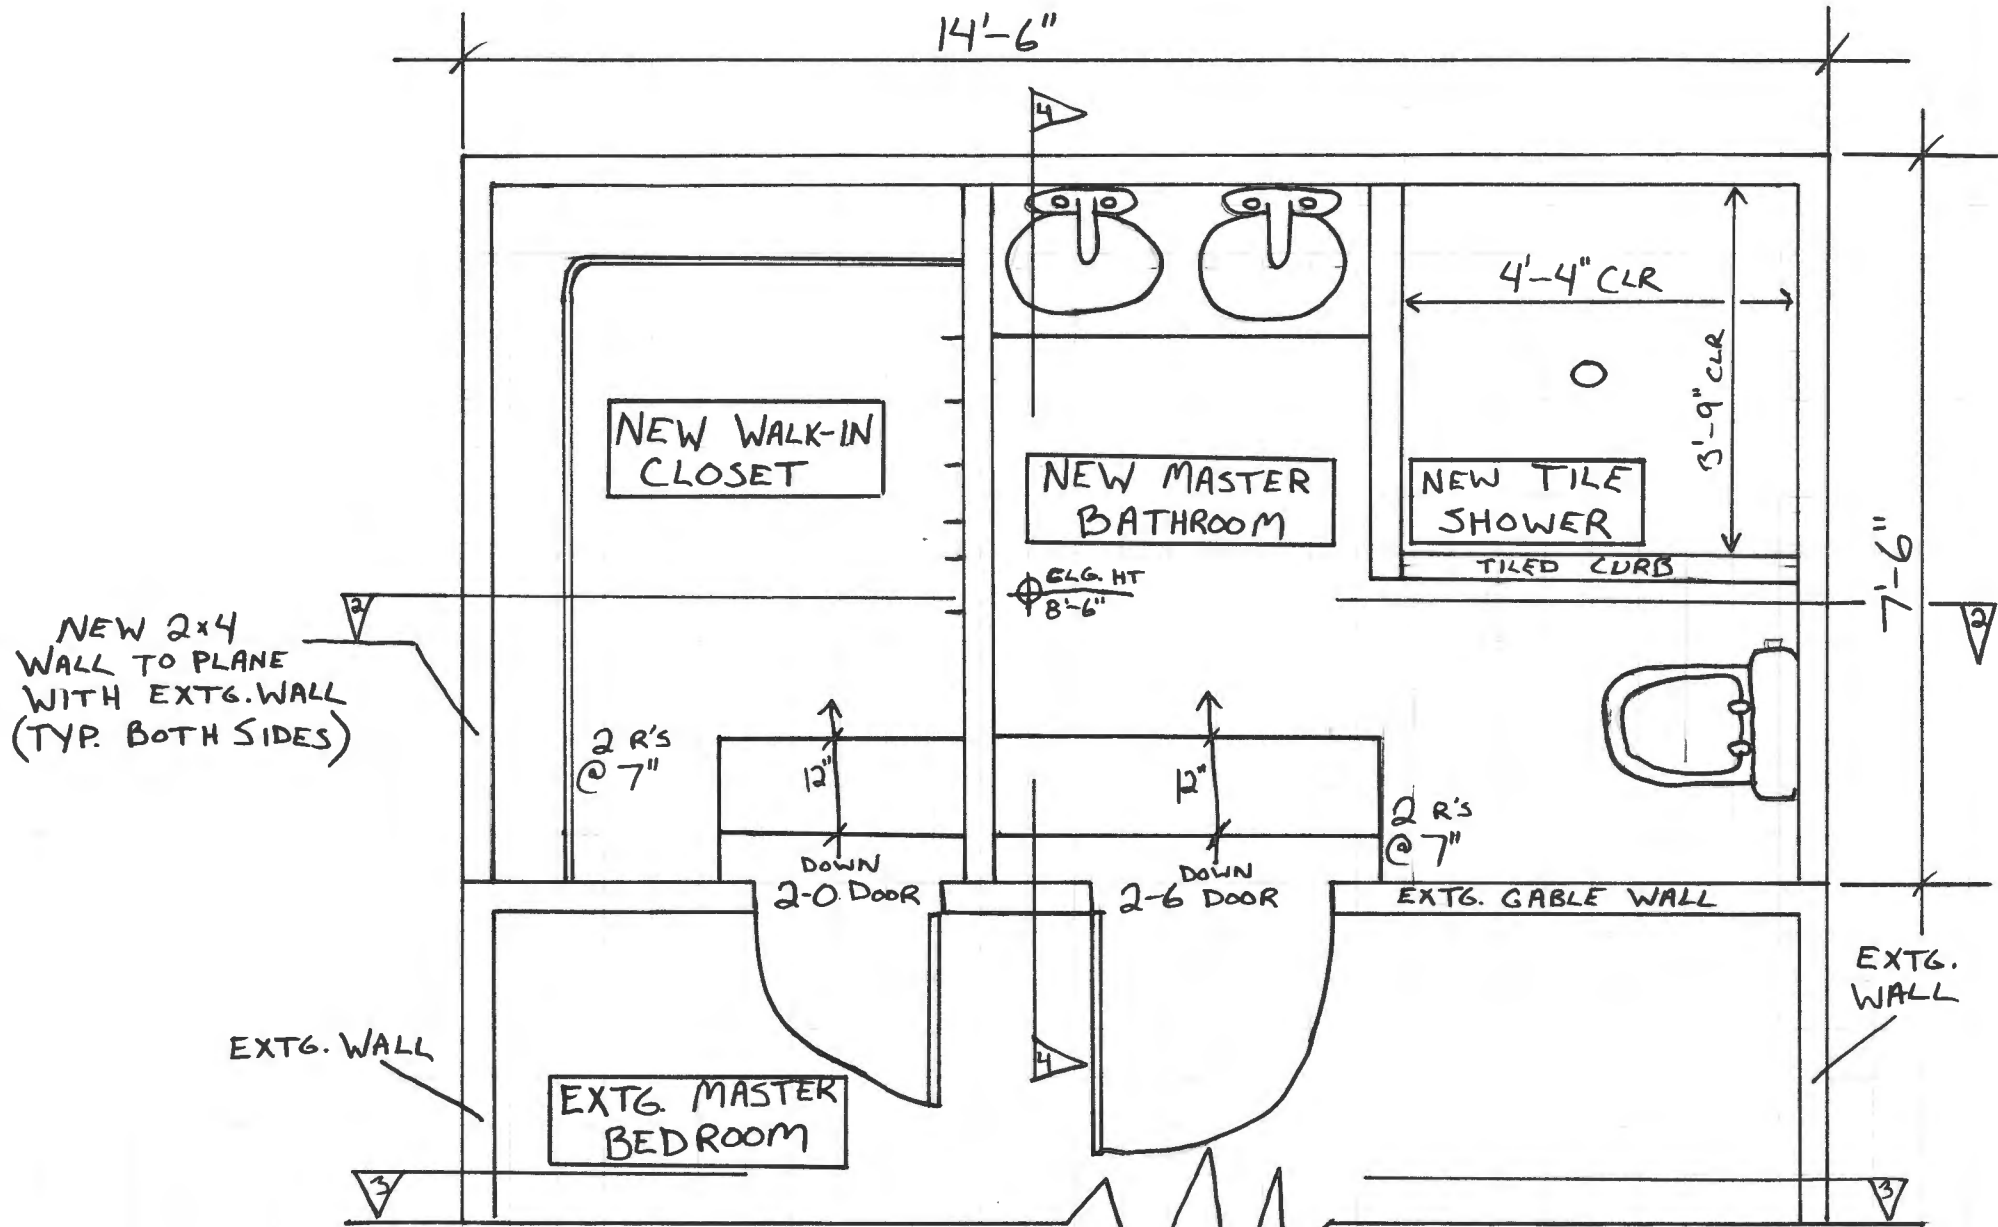 14'-6"
4
4'-4" CLR
3'-9" CLR
NEW WALK-IN
CLOSET
NEW MASTER
BATHROOM
NEW TILE
SHOWER
TILED CURB
7'-6"
CLG. HT
8'-6"
2
2
NEW 2x4
WALL TO PLANE
WITH EXTG. WALL
(TYP. BOTH SIDES)
2 R'S
@ 7"
12"
12"
2 R'S
@ 7"
DOWN
2-0 DOOR
DOWN
2-6 DOOR
EXTG. GABLE WALL
EXTG.
WALL
EXTG. WALL
4
EXTG. MASTER
BEDROOM
3
3